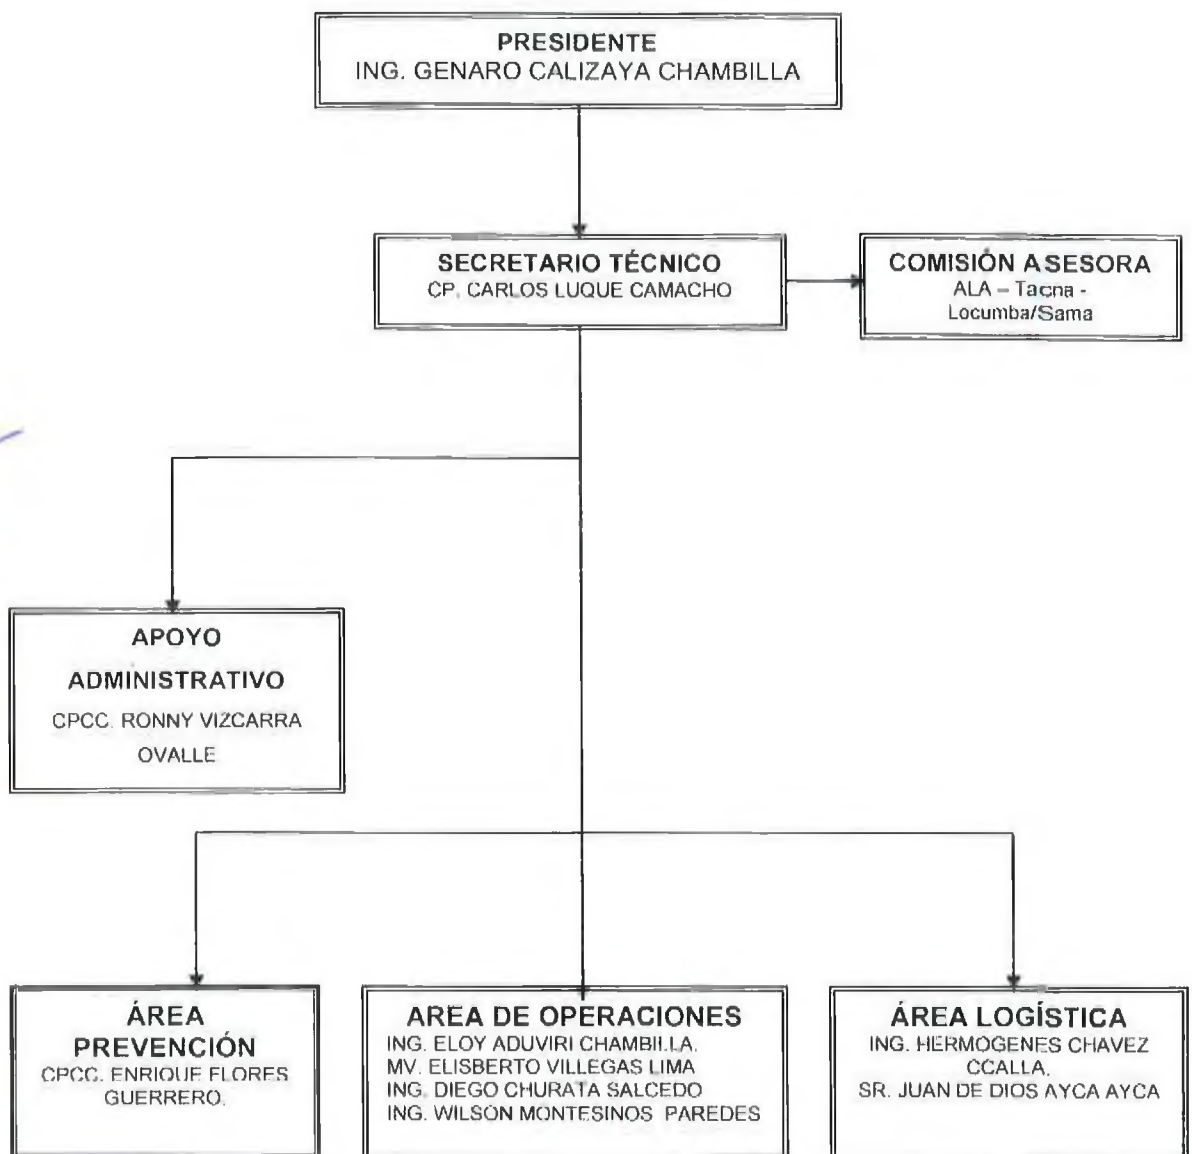 PRESIDENTE
ING. GENARO CALIZAYA CHAMBILLA
SECRETARIO TÉCNICO
CP. CARLOS LUQUE CAMACHO
COMISIÓN ASESORA
ALA – Tacna -
Locumba/Sama
APOYO
ADMINISTRATIVO
CPCC. RONNY VIZCARRA
OVALLE
ÁREA
PREVENCIÓN
CPCC. ENRIQUE FLORES
GUERRERO.
AREA DE OPERACIONES
ING. ELOY ADUVIRI CHAMBILLA.
MV. ELISBERTO VILLEGAS LIMA
ING. DIEGO CHURATA SALCEDO
ING. WILSON MONTESINOS PAREDES
ÁREA LOGÍSTICA
ING. HERMOGENES CHAVEZ
CCALLA.
SR. JUAN DE DIOS AYCA AYCA